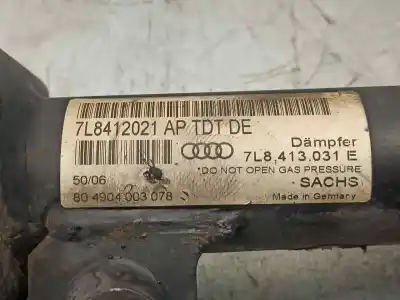 7L8412021 AP TDT DE
Dämpfer
7L8.413.031 E
50/06
*DO NOT OPEN GAS PRESSURE
80 4904 003 078
SACHS
Made in Germany